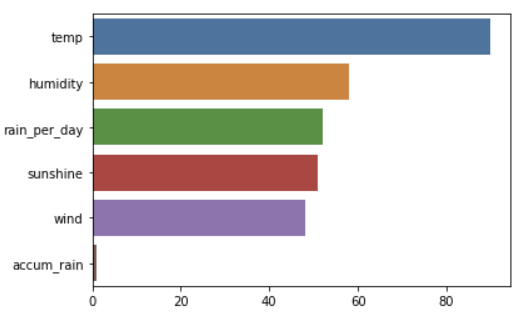 temp
humidity
rain_per_day
sunshine
wind
accum_rain
0 20 40 60 80